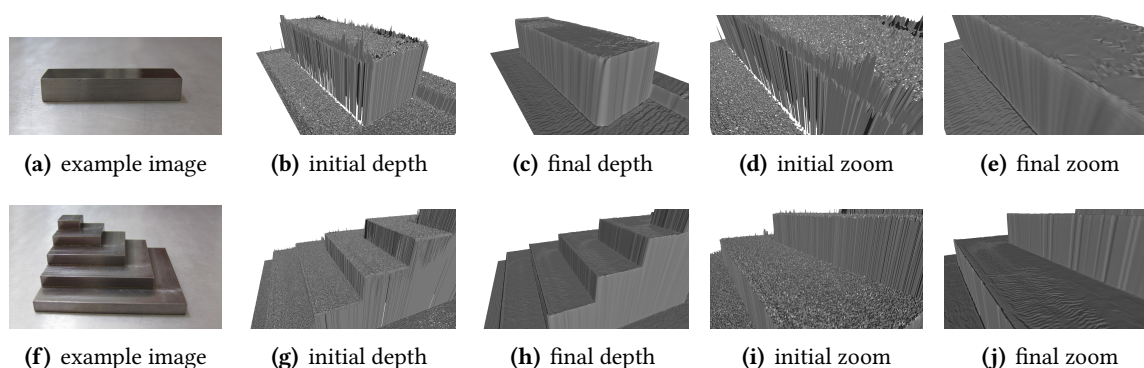 (a) example image
(b) initial depth
(c) final depth
(d) initial zoom
(e) final zoom
(f) example image
(g) initial depth
(h) final depth
(i) initial zoom
(j) final zoom